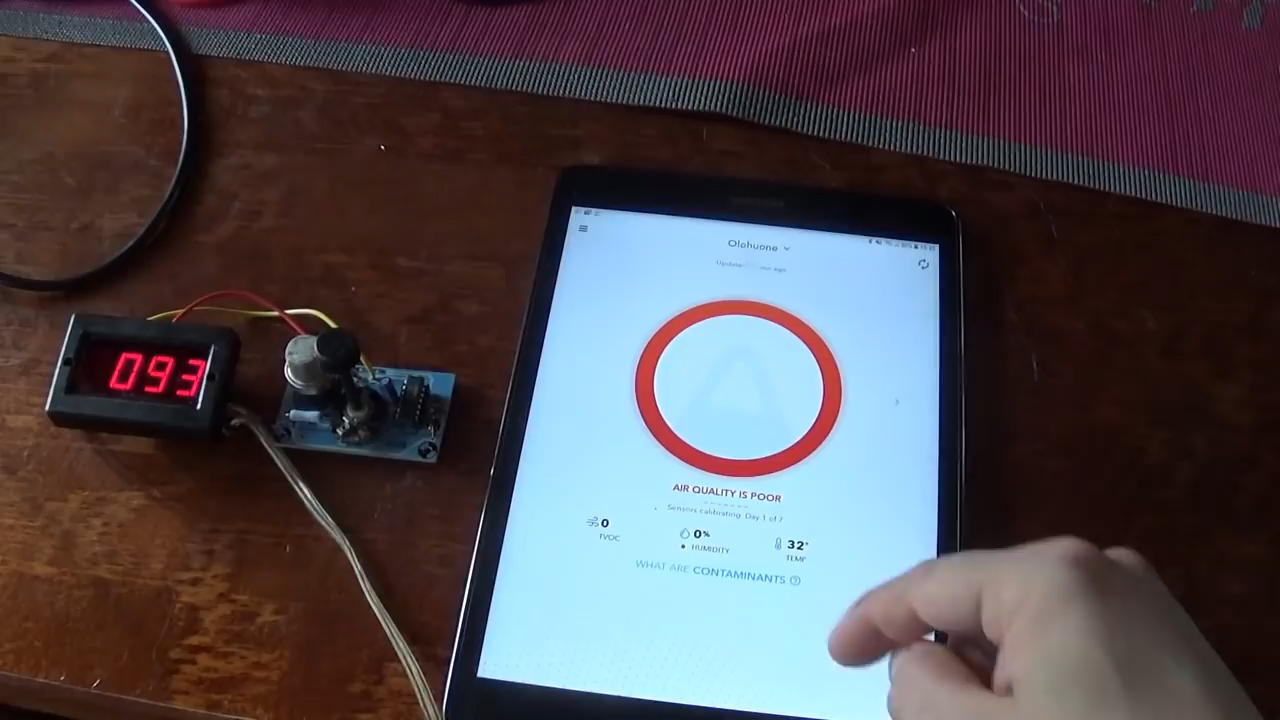 093
Olohuone
AIR QUALITY IS POOR
Sensors calibrating: Day 1 of 7
0
TVOC
0%
HUMIDITY
32°
TEMP
WHAT ARE CONTAMINANTS